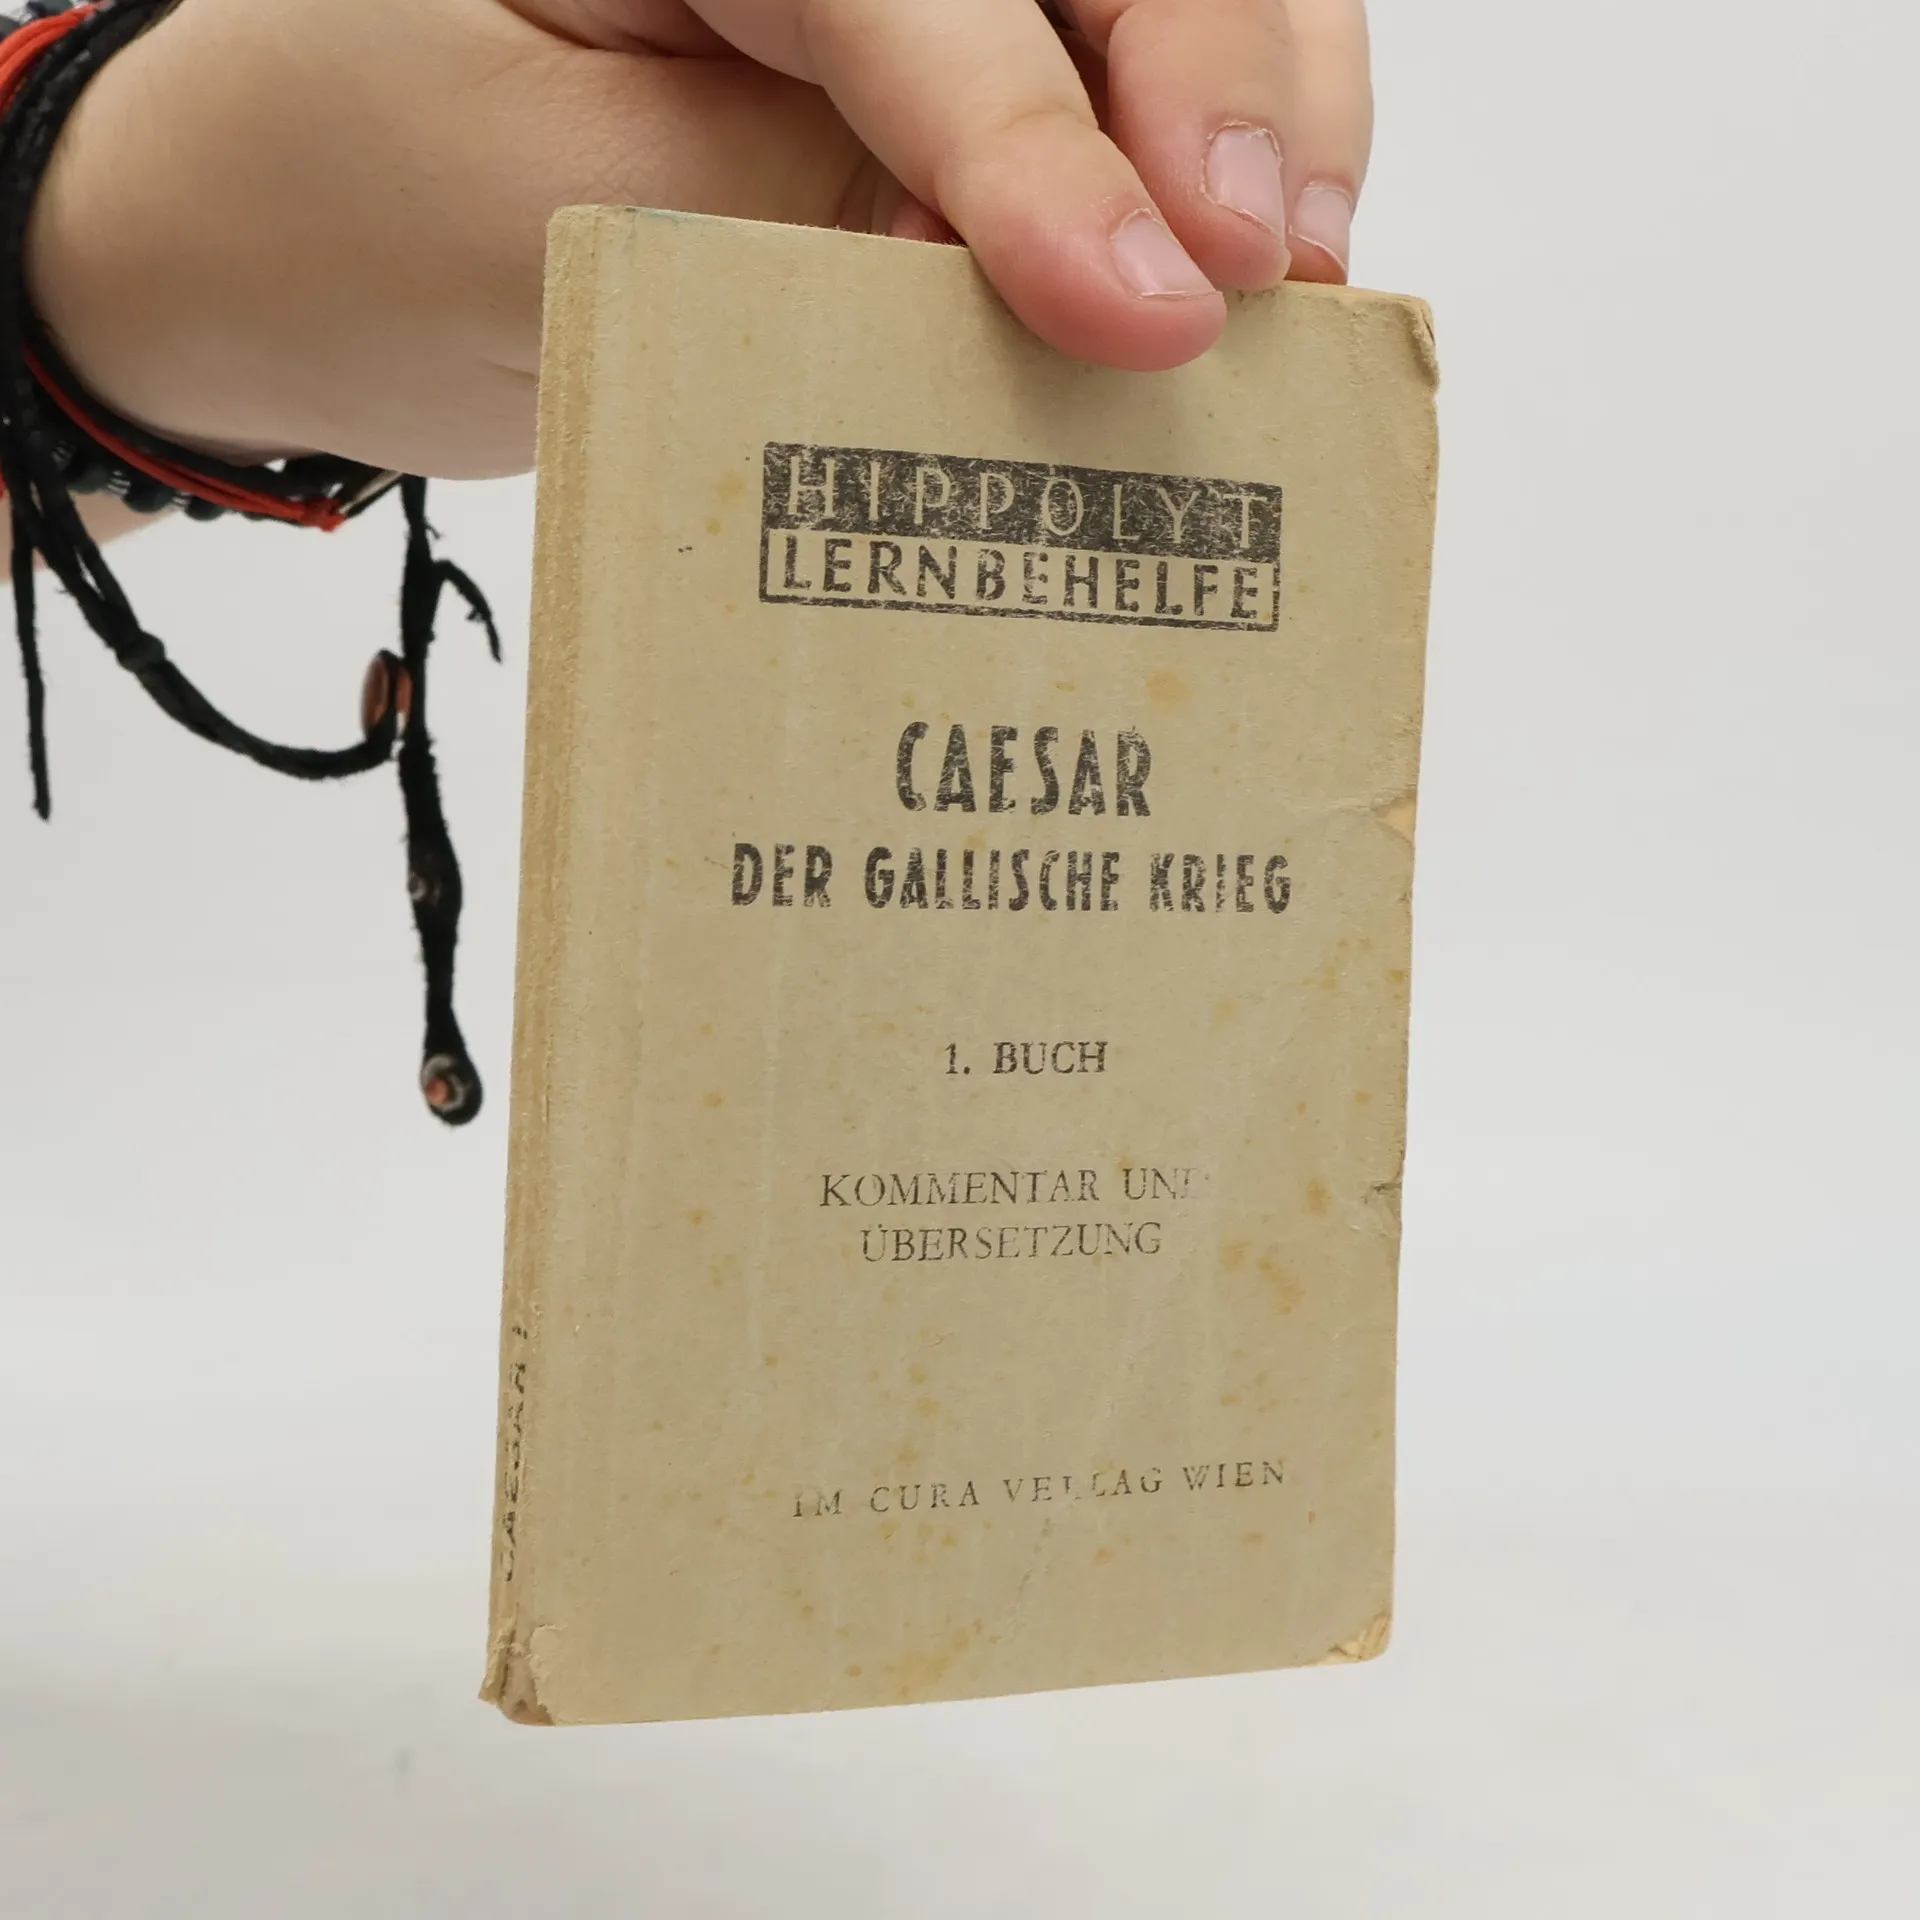 HIPPOLYT
LERNBEHELFE
CAESAR
DER GALLISCHE KRIEG
1. BUCH
KOMMENTAR UND
ÜBERSETZUNG
IM CURA VERLAG WIEN
CAESAR I